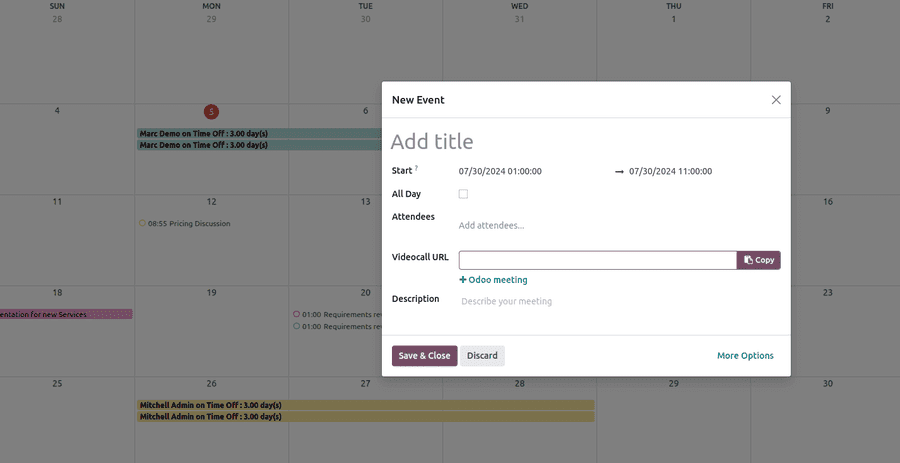 SUN MON TUE WED THU FRI
28 29 30 31 1 2
New Event
Add title
Start ? 07/30/2024 01:00:00 → 07/30/2024 11:00:00
All Day
Attendees
Add attendees...
Videocall URL Copy
+ Odoo meeting
Description Describe your meeting
Save & Close Discard More Options
4 5 6 9
Marc Demo on Time Off : 3.00 day(s)
Marc Demo on Time Off : 3.00 day(s)
11 12 13 16
08:55 Pricing Discussion
18 19 20 23
entation for new Services
01:00 Requirements rev
01:00 Requirements rev
25 26 27 28 29 30
Mitchell Admin on Time Off : 3.00 day(s)
Mitchell Admin on Time Off : 3.00 day(s)